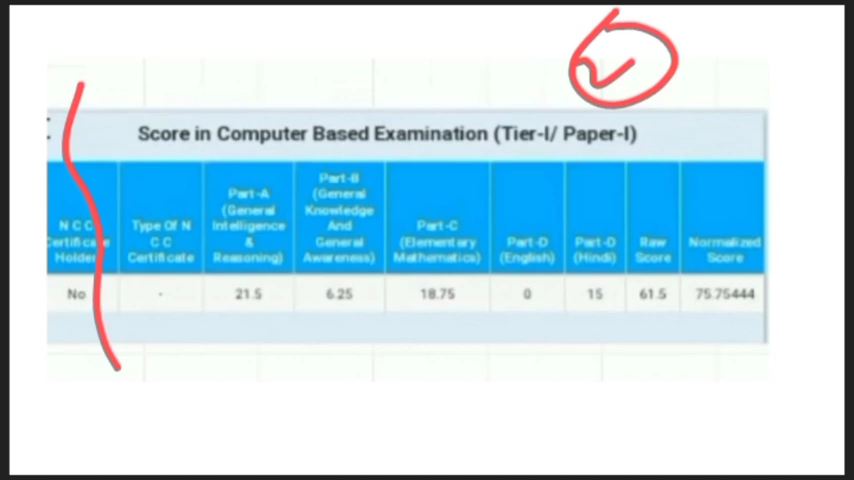 Score in Computer Based Examination (Tier-I/ Paper-I)
N C C
Certificate
Holder
Type Of N
C C
Certificate
Part-A
(General
Intelligence
&
Reasoning)
Part-B
(General
Knowledge
And
General
Awareness)
Part-C
(Elementary
Mathematics)
Part-D
(English)
Part-D
(Hindi)
Raw
Score
Normalized
Score
No
-
21.5
6.25
18.75
0
15
61.5
75.75444